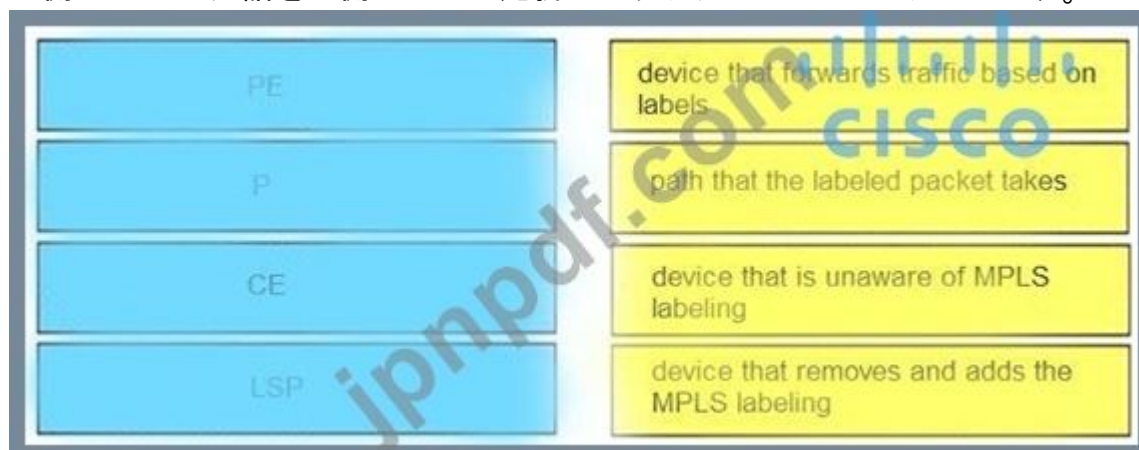 PE
device that forwards traffic based on
labels
CISCO
P
path that the labeled packet takes
CE
device that is unaware of MPLS
labeling
LSP
device that removes and adds the
MPLS labeling
jpnpdf.com